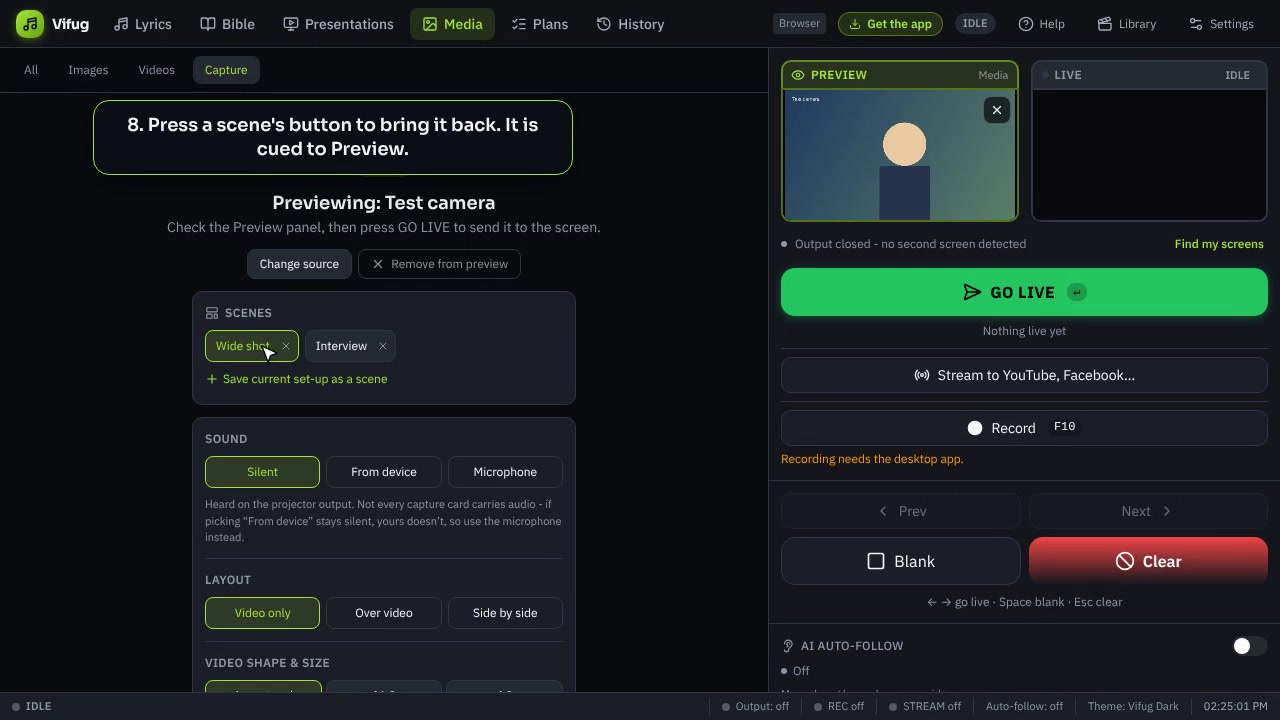 Vifug
Lyrics
Bible
Presentations
Media
Plans
History
Browser
Get the app
IDLE
Help
Library
Settings
All
Images
Videos
Capture
8. Press a scene's button to bring it back. It is
cued to Preview.
Previewing: Test camera
Check the Preview panel, then press GO LIVE to send it to the screen.
Change source
Remove from preview
SCENES
Wide shot
Interview
Save current set-up as a scene
SOUND
Silent
From device
Microphone
Heard on the projector output. Not every capture card carries audio - if
picking “From device” stays silent, yours doesn’t, so use the microphone
instead.
LAYOUT
Video only
Over video
Side by side
VIDEO SHAPE & SIZE
PREVIEW
Media
Test camera
LIVE
IDLE
Output closed - no second screen detected
Find my screens
GO LIVE ↵
Nothing live yet
Stream to YouTube, Facebook...
Record F10
Recording needs the desktop app.
Prev
Next
Blank
Clear
← → go live · Space blank · Esc clear
AI AUTO-FOLLOW
Off
IDLE
Output: off
REC off
STREAM off
Auto-follow: off
Theme: Vifug Dark
02:25:01 PM